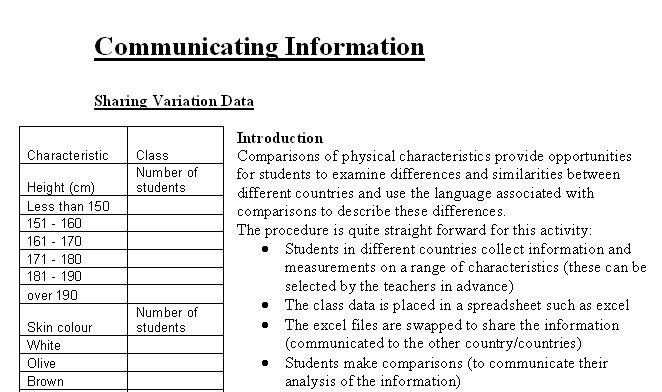 Communicating Information
Sharing Variation Data
Characteristic Class
Height (cm) Number of students
Less than 150
151 - 160
161 - 170
171 - 180
181 - 190
over 190
Skin colour Number of students
White
Olive
Brown
Introduction
Comparisons of physical characteristics provide opportunities
for students to examine differences and similarities between
different countries and use the language associated with
comparisons to describe these differences.
The procedure is quite straight forward for this activity:
• Students in different countries collect information and
measurements on a range of characteristics (these can be
selected by the teachers in advance)
• The class data is placed in a spreadsheet such as excel
• The excel files are swapped to share the information
(communicated to the other country/countries)
• Students make comparisons (to communicate their
analysis of the information)